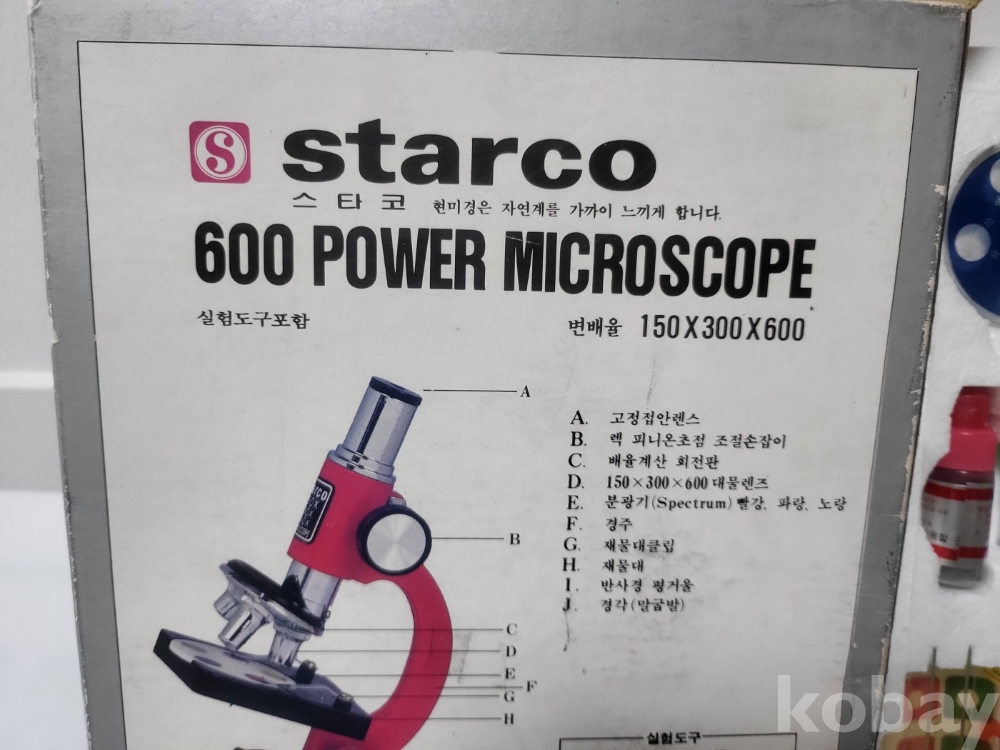 S starco
스타코 현미경은 자연계를 가까이 느끼게 합니다.
600 POWER MICROSCOPE
실험도구포함 변배율 150X300X600
A
A. 고정접안렌스
B. 렉 피니온초점 조절손잡이
C. 배율계산 회전판
D. 150×300×600 대물렌즈
E. 분광기(Spectrum) 빨강, 파랑, 노랑
F. 경주
G. 재물대클립
H. 재물대
I. 반사경 평거울
J. 경각(말굽발)
B
C
D
E
F
G
H
실험도구
kobay